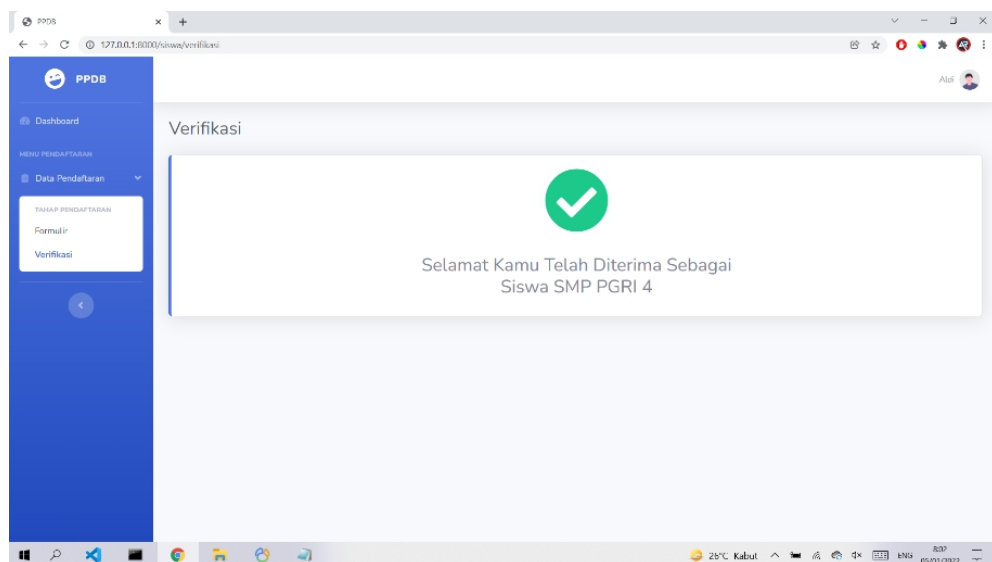 PPDB
127.0.0.1:8000/siswa/verifikasi
PPDB
Dashboard
MENU PENDAFTARAN
Data Pendaftaran
TAHAP PENDAFTARAN
Formulir
Verifikasi
Verifikasi
Selamat Kamu Telah Diterima Sebagai
Siswa SMP PGRI 4
26°C Kabut
ENG